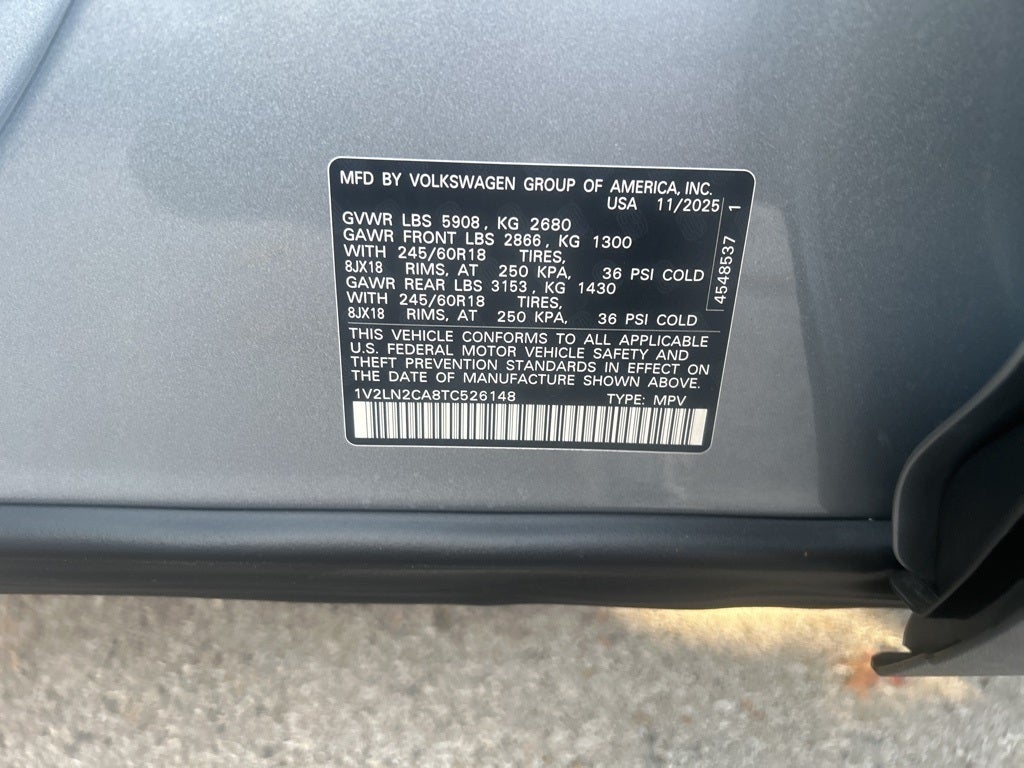 MFD BY VOLKSWAGEN GROUP OF AMERICA, INC.
USA 11/2025
GVWR LBS 5908, KG 2680
GAWR FRONT LBS 2866, KG 1300
WITH 245/60R18 TIRES,
8JX18 RIMS, AT 250 KPA, 36 PSI COLD
GAWR REAR LBS 3153, KG 1430
WITH 245/60R18 TIRES,
8JX18 RIMS, AT 250 KPA, 36 PSI COLD
4548537 1
THIS VEHICLE CONFORMS TO ALL APPLICABLE
U.S. FEDERAL MOTOR VEHICLE SAFETY AND
THEFT PREVENTION STANDARDS IN EFFECT ON
THE DATE OF MANUFACTURE SHOWN ABOVE.
1V2LN2CA8TC526148 TYPE: MPV